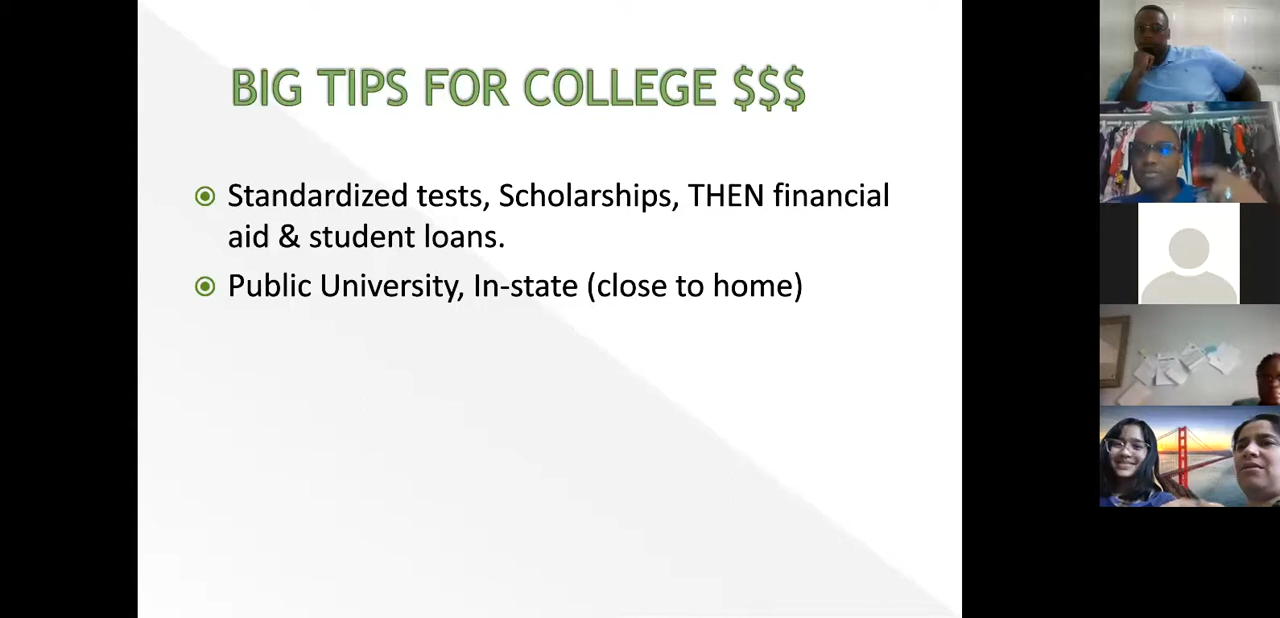 BIG TIPS FOR COLLEGE $$$
Standardized tests, Scholarships, THEN financial
aid & student loans.
Public University, In-state (close to home)